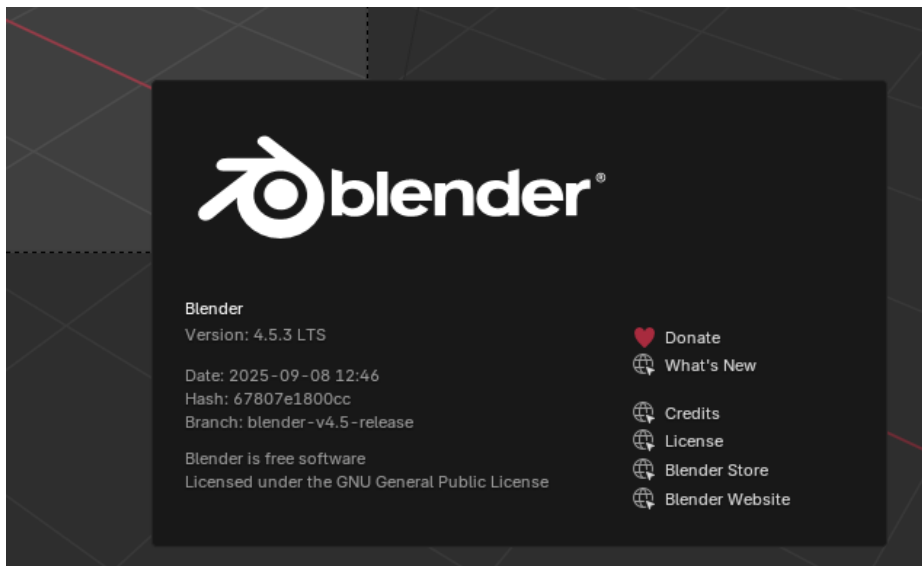 blender®
Blender
Version: 4.5.3 LTS
Date: 2025-09-08 12:46
Hash: 67807e1800cc
Branch: blender-v4.5-release
Blender is free software
Licensed under the GNU General Public License
Donate
What's New
Credits
License
Blender Store
Blender Website